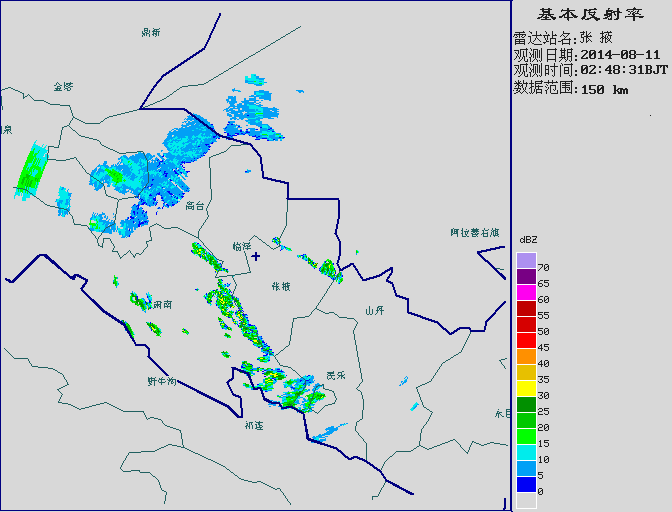 基本反射率
雷达站名:张 掖
观测日期:2014-08-11
观测时间:02:48:31BJT
数据范围:150 km
鼎新
金塔
泉
高台
临泽
阿拉善右旗
张掖
肃南
山丹
民乐
野牛沟
祁连
永昌
dBZ
70
65
60
55
50
45
40
35
30
25
20
15
10
5
0